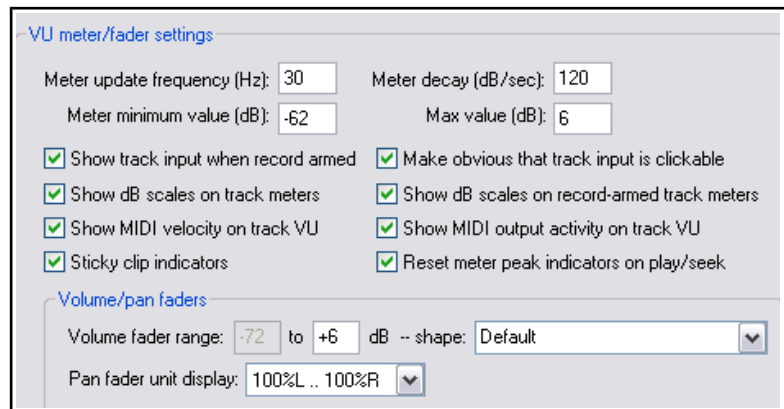 VU meter/fader settings
Meter update frequency (Hz): 30 Meter decay (dB/sec): 120
Meter minimum value (dB): -62 Max value (dB): 6
Show track input when record armed Make obvious that track input is clickable
Show dB scales on track meters Show dB scales on record-armed track meters
Show MIDI velocity on track VU Show MIDI output activity on track VU
Sticky clip indicators Reset meter peak indicators on play/seek
Volume/pan faders
Volume fader range: -72 to +6 dB -- shape: Default
Pan fader unit display: 100%L .. 100%R